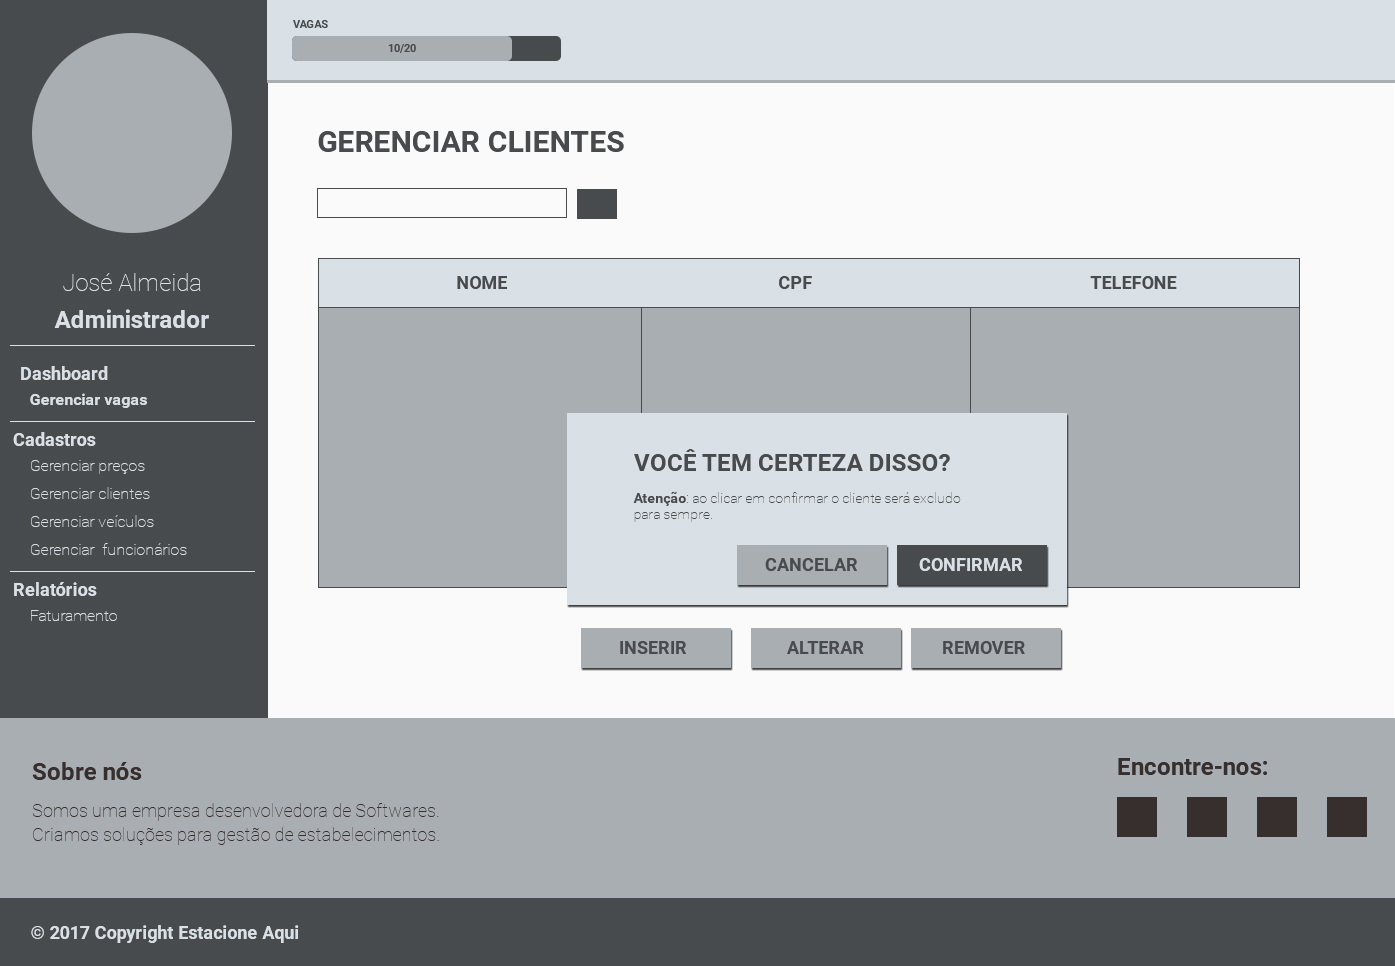 VAGAS
10/20
José Almeida
Administrador
Dashboard
Gerenciar vagas
Cadastros
Gerenciar preços
Gerenciar clientes
Gerenciar veículos
Gerenciar funcionários
Relatórios
Faturamento
GERENCIAR CLIENTES
NOME CPF TELEFONE
VOCÊ TEM CERTEZA DISSO?
Atenção: ao clicar em confirmar o cliente será excludo
para sempre.
CANCELAR CONFIRMAR
INSERIR ALTERAR REMOVER
Sobre nós
Somos uma empresa desenvolvedora de Softwares.
Criamos soluções para gestão de estabelecimentos.
Encontre-nos:
© 2017 Copyright Estacione Aqui